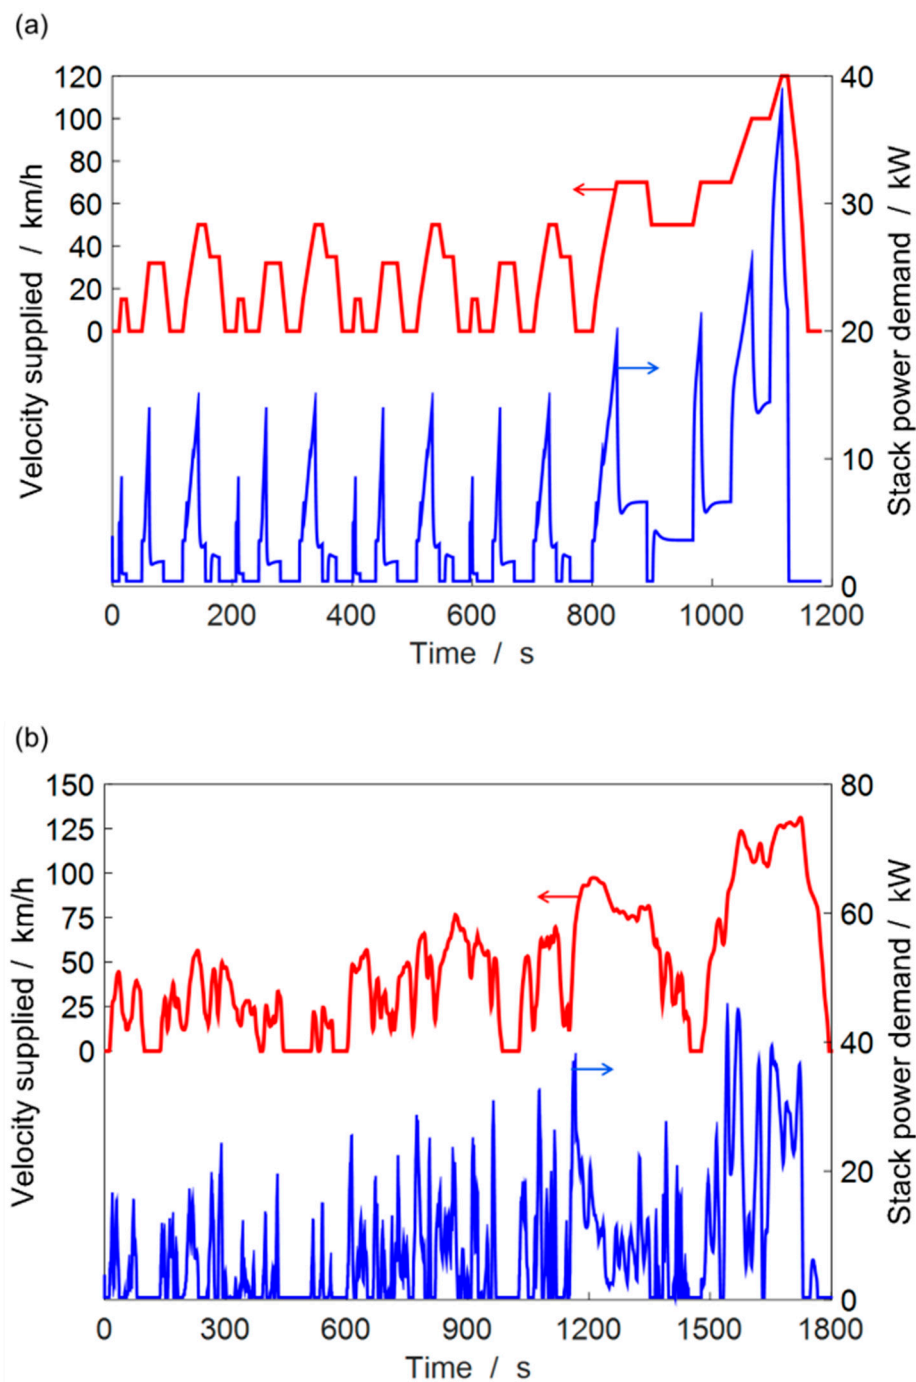 (a)
120
100
80
60
40
20
0
Velocity supplied / km/h
40
30
20
10
0
Stack power demand / kW
0 200 400 600 800 1000 1200
Time / s
(b)
150
125
100
75
50
25
0
Velocity supplied / km/h
80
60
40
20
0
Stack power demand / kW
0 300 600 900 1200 1500 1800
Time / s